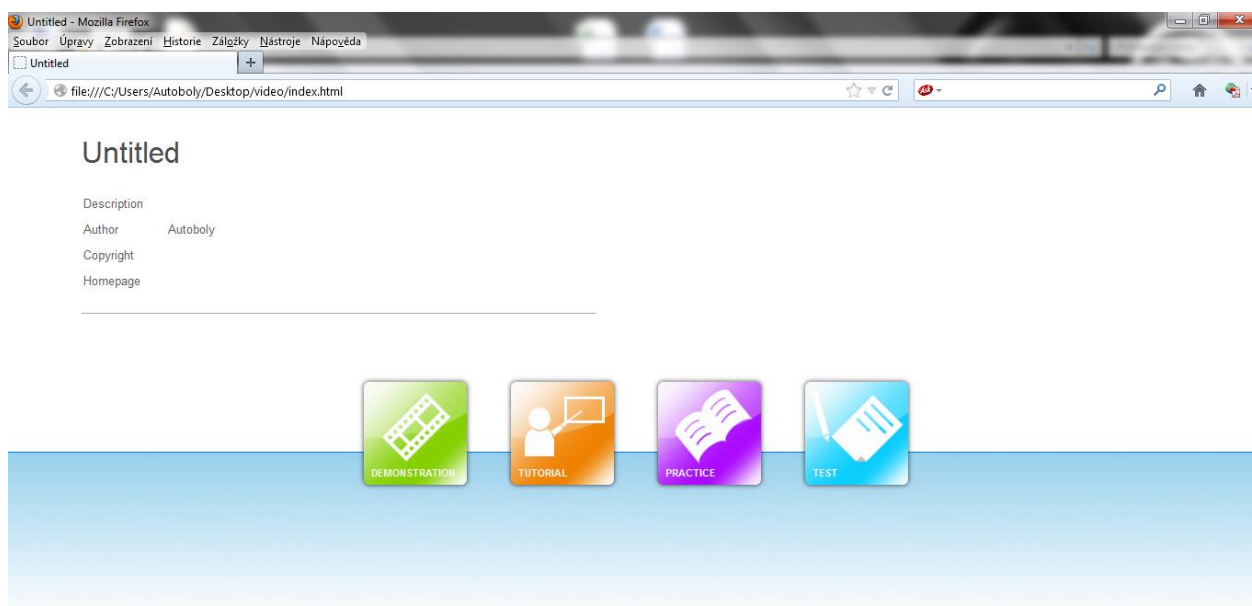 Untitled - Mozilla Firefox
Soubor Úpravy Zobrazení Historie Záložky Nástroje Nápověda
Untitled +
file:///C:/Users/Autoboly/Desktop/video/index.html
Untitled
Description
Author Autoboly
Copyright
Homepage
DEMONSTRATION TUTORIAL PRACTICE TEST